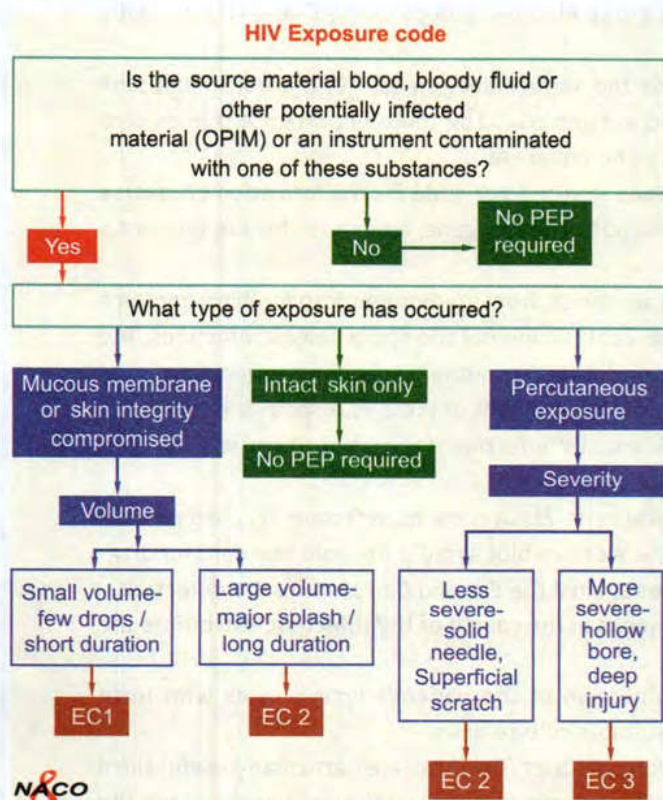 HIV Exposure code
Is the source material blood, bloody fluid or
other potentially infected
material (OPIM) or an instrument contaminated
with one of these substances?
Yes
No
No PEP
required
What type of exposure has occurred?
Mucous membrane
or skin integrity
compromised
Intact skin only
Percutaneous
exposure
No PEP required
Severity
Volume
Small volume-
few drops /
short duration
Large volume-
major splash /
long duration
Less
severe-
solid
needle,
Superficial
scratch
More
severe-
hollow
bore,
deep
injury
EC1
EC 2
EC 2
EC 3
NACO